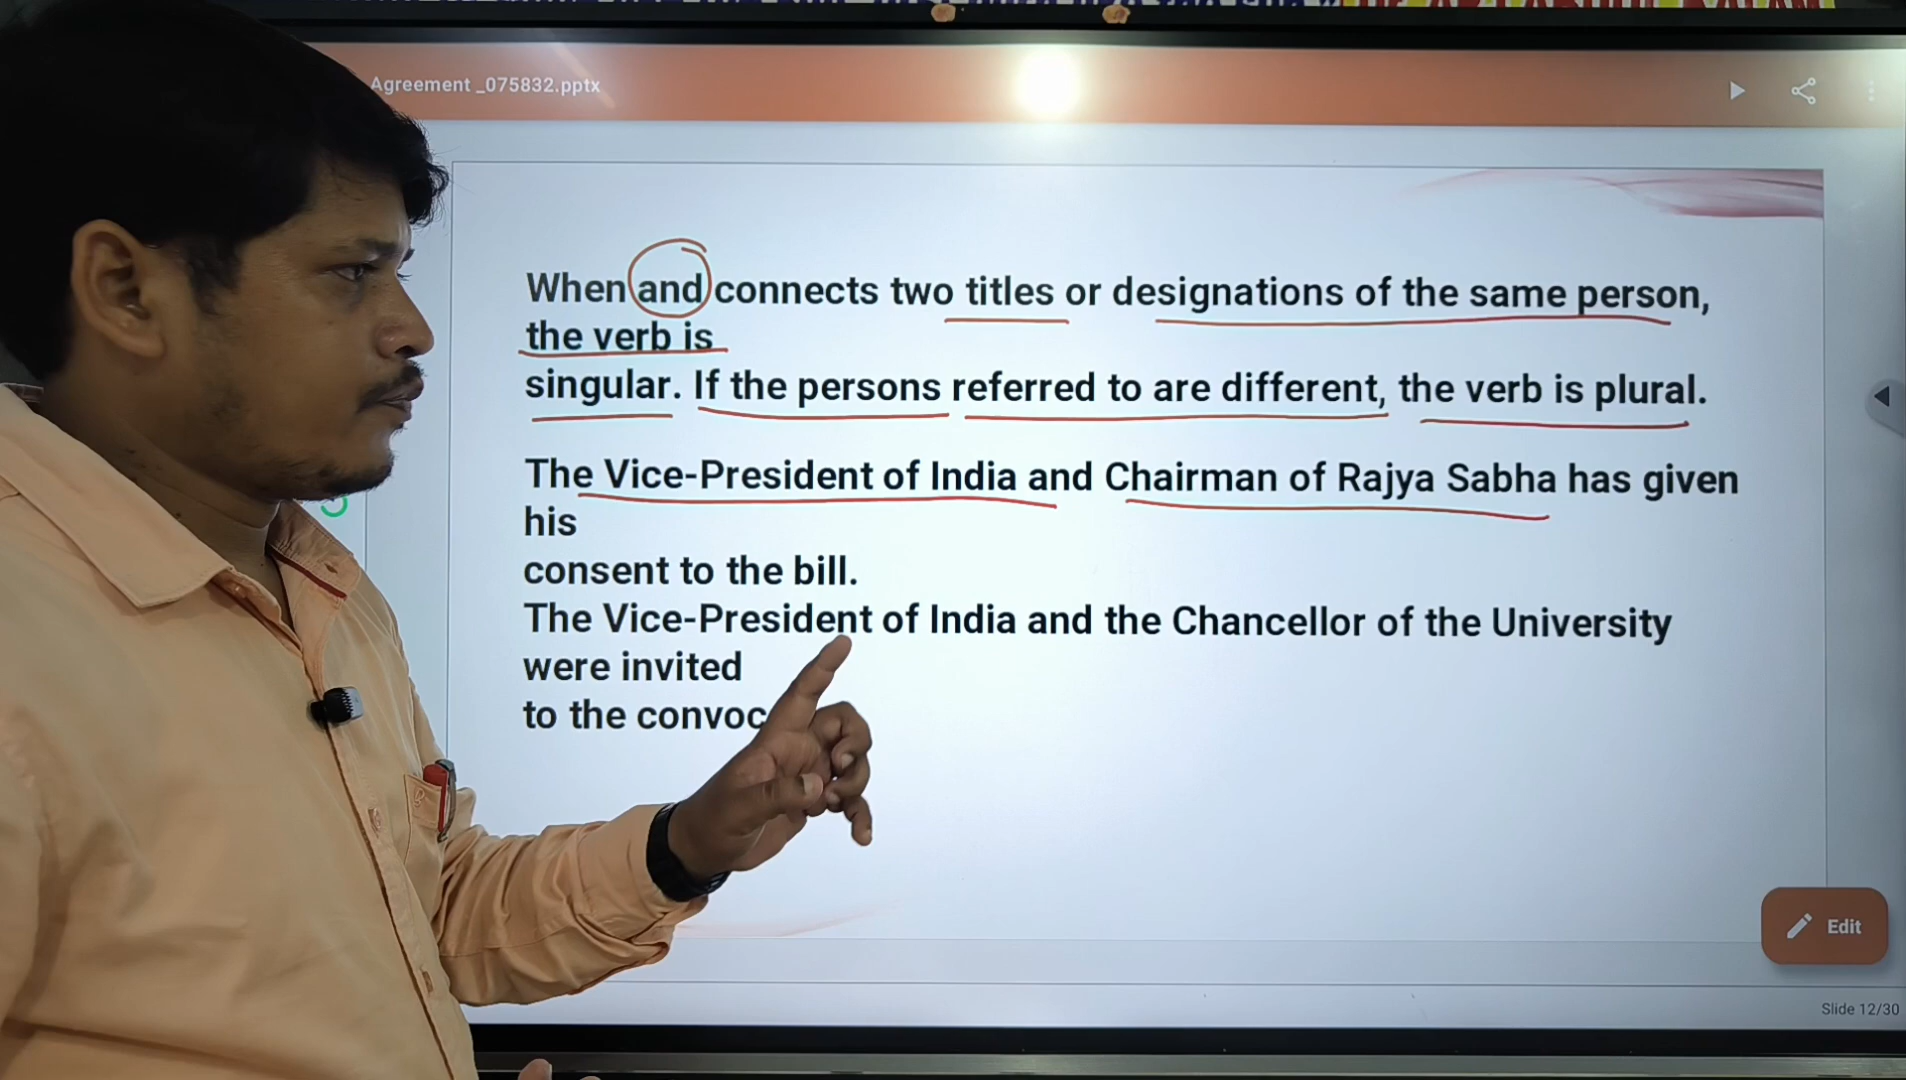 Agreement _075832.pptx
When and connects two titles or designations of the same person,
the verb is
singular. If the persons referred to are different, the verb is plural.
The Vice-President of India and Chairman of Rajya Sabha has given
his
consent to the bill.
The Vice-President of India and the Chancellor of the University
were invited
to the convoc
Edit
Slide 12/30